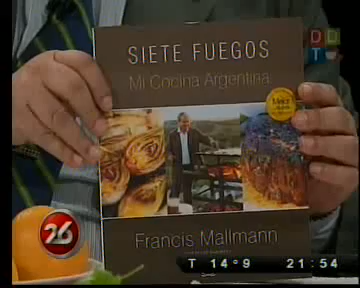 SIETE FUEGOS
Mi Cocina Argentina
Francis Mallmann
26
T 14°9 21:54